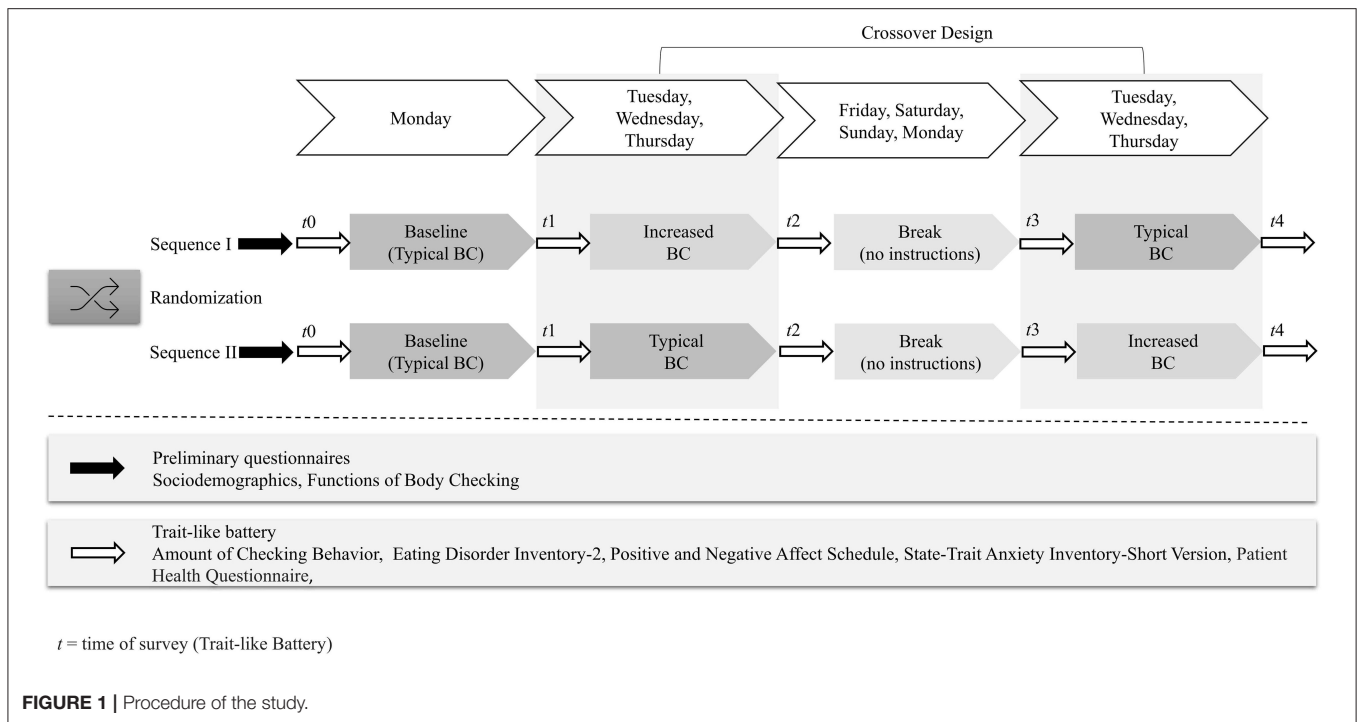 Crossover Design
Monday
Tuesday,
Wednesday,
Thursday
Friday, Saturday,
Sunday, Monday
Tuesday,
Wednesday,
Thursday
Sequence I
t0
Baseline
(Typical BC)
t1
Increased
BC
t2
Break
(no instructions)
t3
Typical
BC
t4
Randomization
Sequence II
t0
Baseline
(Typical BC)
t1
Typical
BC
t2
Break
(no instructions)
t3
Increased
BC
t4
Preliminary questionnaires
Sociodemographics, Functions of Body Checking
Trait-like battery
Amount of Checking Behavior, Eating Disorder Inventory-2, Positive and Negative Affect Schedule, State-Trait Anxiety Inventory-Short Version, Patient
Health Questionnaire,
t = time of survey (Trait-like Battery)
FIGURE 1 | Procedure of the study.